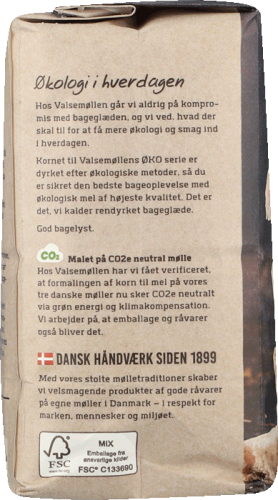 Økologi i hverdagen
Hos Valsemøllen går vi aldrig på kompro-
mis med bageglæden, og vi ved, hvad der
skal til for at få mere økologi og smag ind
i hverdagen.
Kornet til Valsemøllens ØKO serie er
dyrket efter økologiske metoder, så du
er sikret den bedste bageoplevelse med
økologisk mel af højeste kvalitet. Det er
det, vi kalder rendyrket bageglæde.
God bagelyst.
CO₂ Malet på CO2e neutral mølle
Hos Valsemøllen har vi fået verificeret,
at formalingen af korn til mel på vores
tre danske møller nu sker CO2e neutralt
via grøn energi og klimakompensation.
Vi arbejder på, at emballage og råvarer
også bliver det.
DANSK HÅNDVÆRK SIDEN 1899
Med vores stolte mølletraditioner skaber
vi velsmagende produkter af gode råvarer
på egne møller i Danmark – i respekt for
marken, mennesker og miljøet.
MIX
Emballage fra
ansvarlige kilder
FSC
FSC® C133690